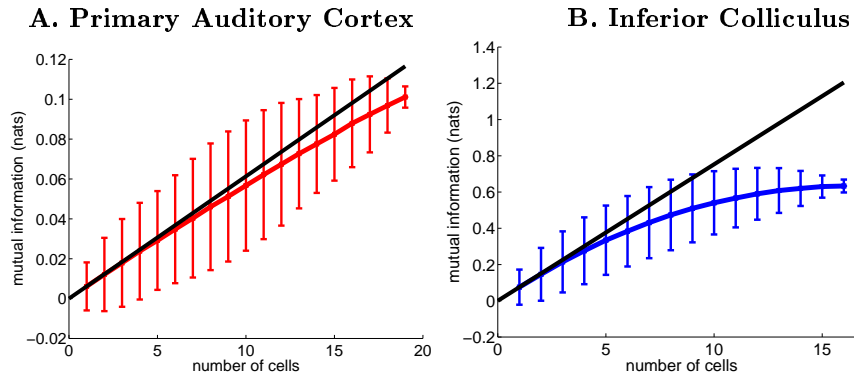 A. Primary Auditory Cortex
0.12
0.1
0.08
0.06
0.04
0.02
0
−0.02
mutual information (nats)
0 5 10 15 20
number of cells
B. Inferior Colliculus
1.4
1.2
1
0.8
0.6
0.4
0.2
0
−0.2
mutual information (nats)
0 5 10 15
number of cells